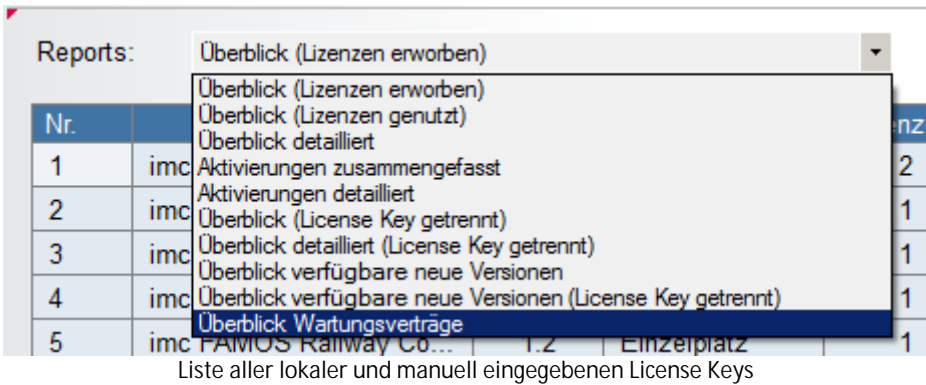 Reports: Überblick (Lizenzen erworben)
Überblick (Lizenzen erworben)
Überblick (Lizenzen genutzt)
Überblick detailliert
Aktivierungen zusammengefasst
Aktivierungen detailliert
Überblick (License Key getrennt)
Überblick detailliert (License Key getrennt)
Überblick verfügbare neue Versionen
Überblick verfügbare neue Versionen (License Key getrennt)
Überblick Wartungsverträge
Nr.
1 imc 2
2 imc 1
3 imc 1
4 imc 1
5 imc FAMOS Railway Co... 1.2 Einzelplatz 1
Liste aller lokaler und manuell eingegebenen License Keys